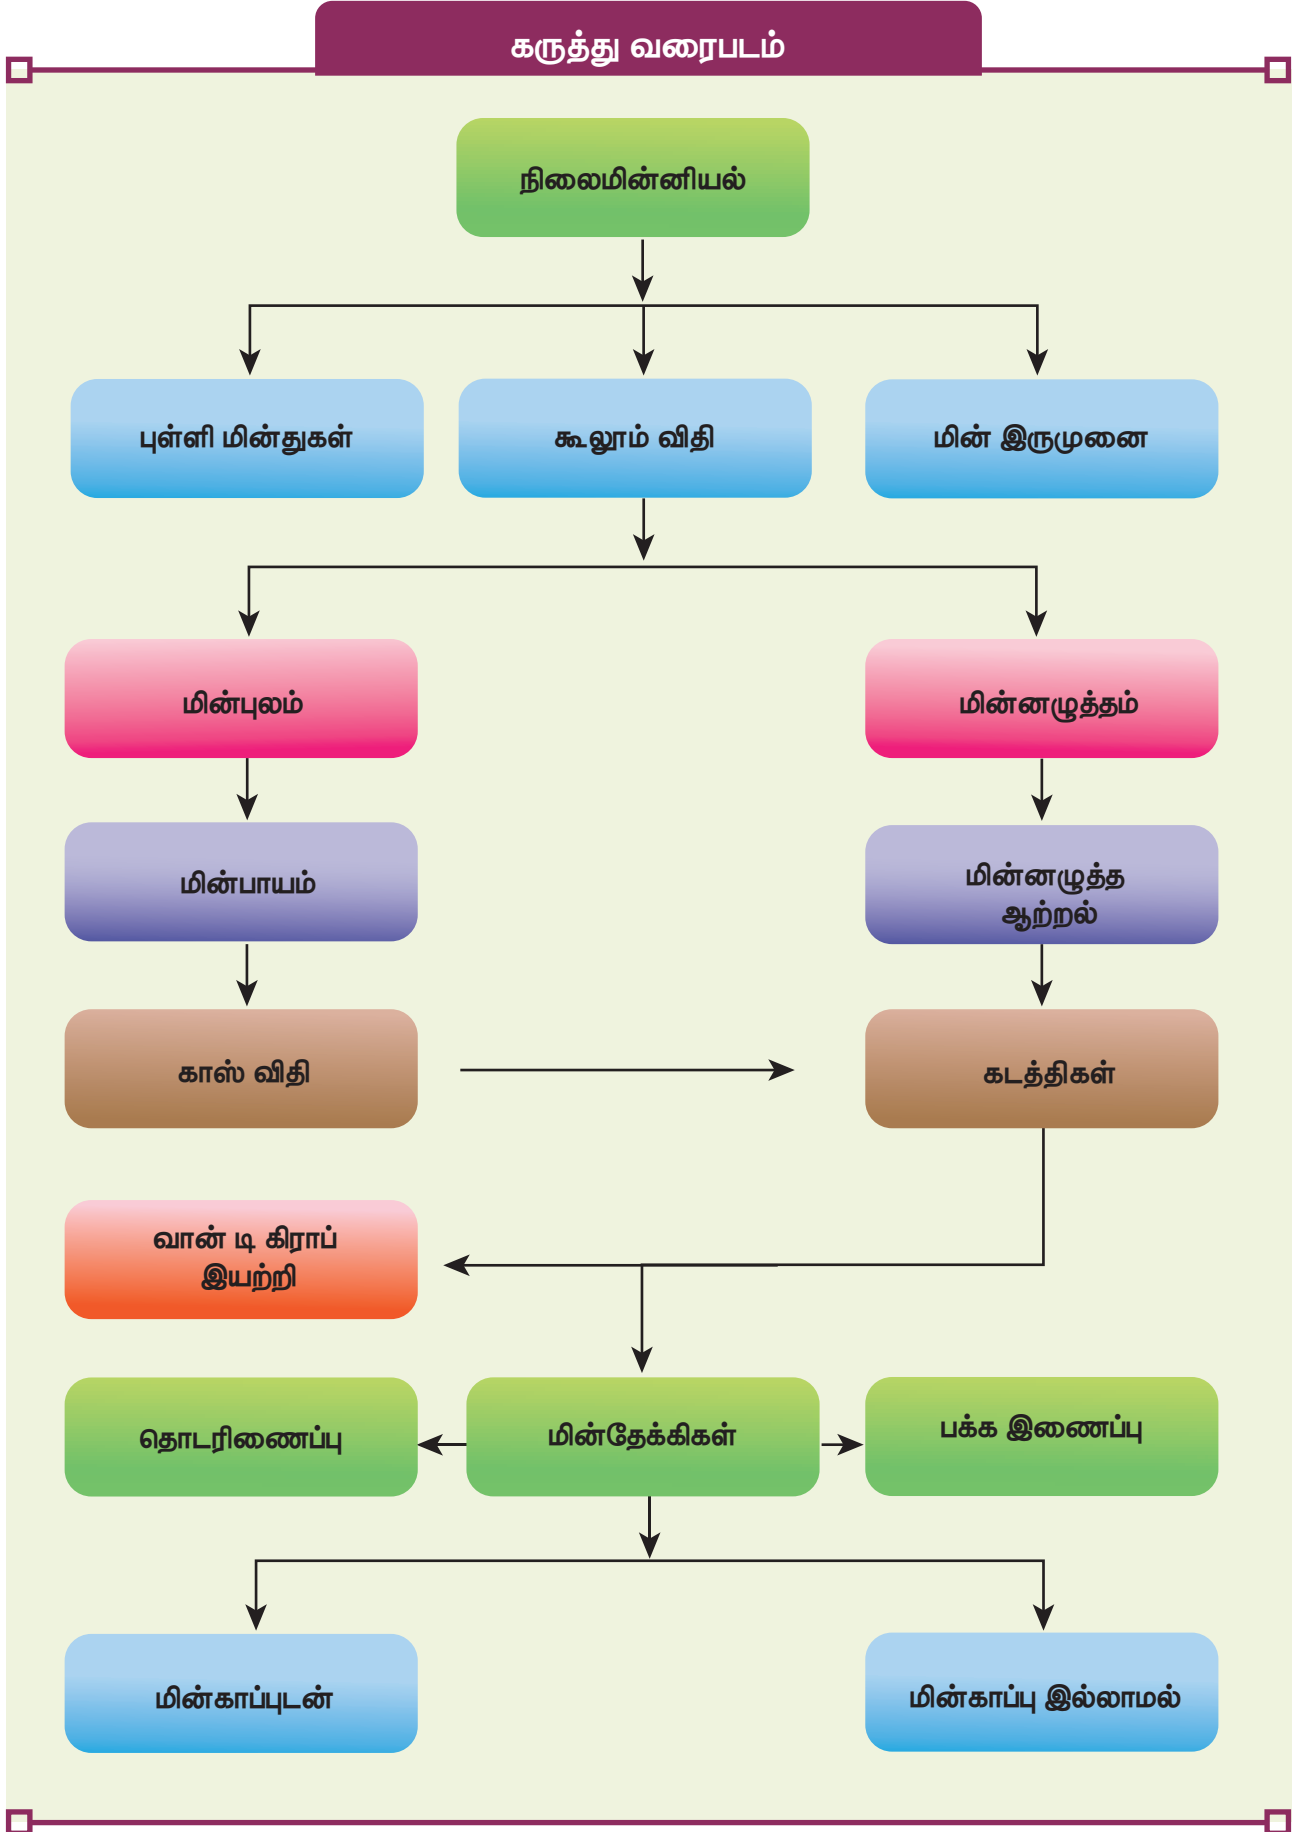 கருத்து வரைபடம்
நிலைமின்னியல்
புள்ளி மின்துகள்
கூலூம் விதி
மின் இருமுனை
மின்புலம்
மின்னழுத்தம்
மின்பாயம்
மின்னழுத்த
ஆற்றல்
காஸ் விதி
கடத்திகள்
வான் டி கிராப்
இயற்றி
தொடரிணைப்பு
மின்தேக்கிகள்
பக்க இணைப்பு
மின்காப்புடன்
மின்காப்பு இல்லாமல்